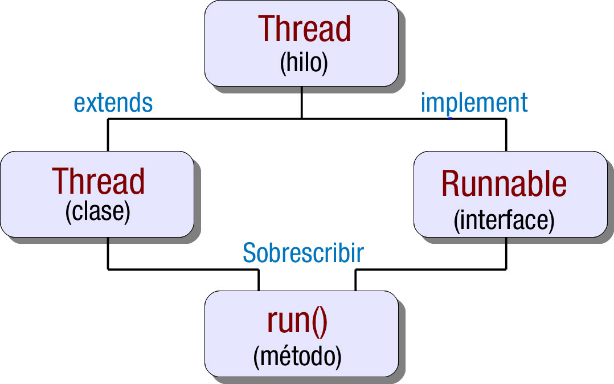 Thread
(hilo)
extends
implement
Thread
(clase)
Runnable
(interface)
Sobrescribir
run()
(método)